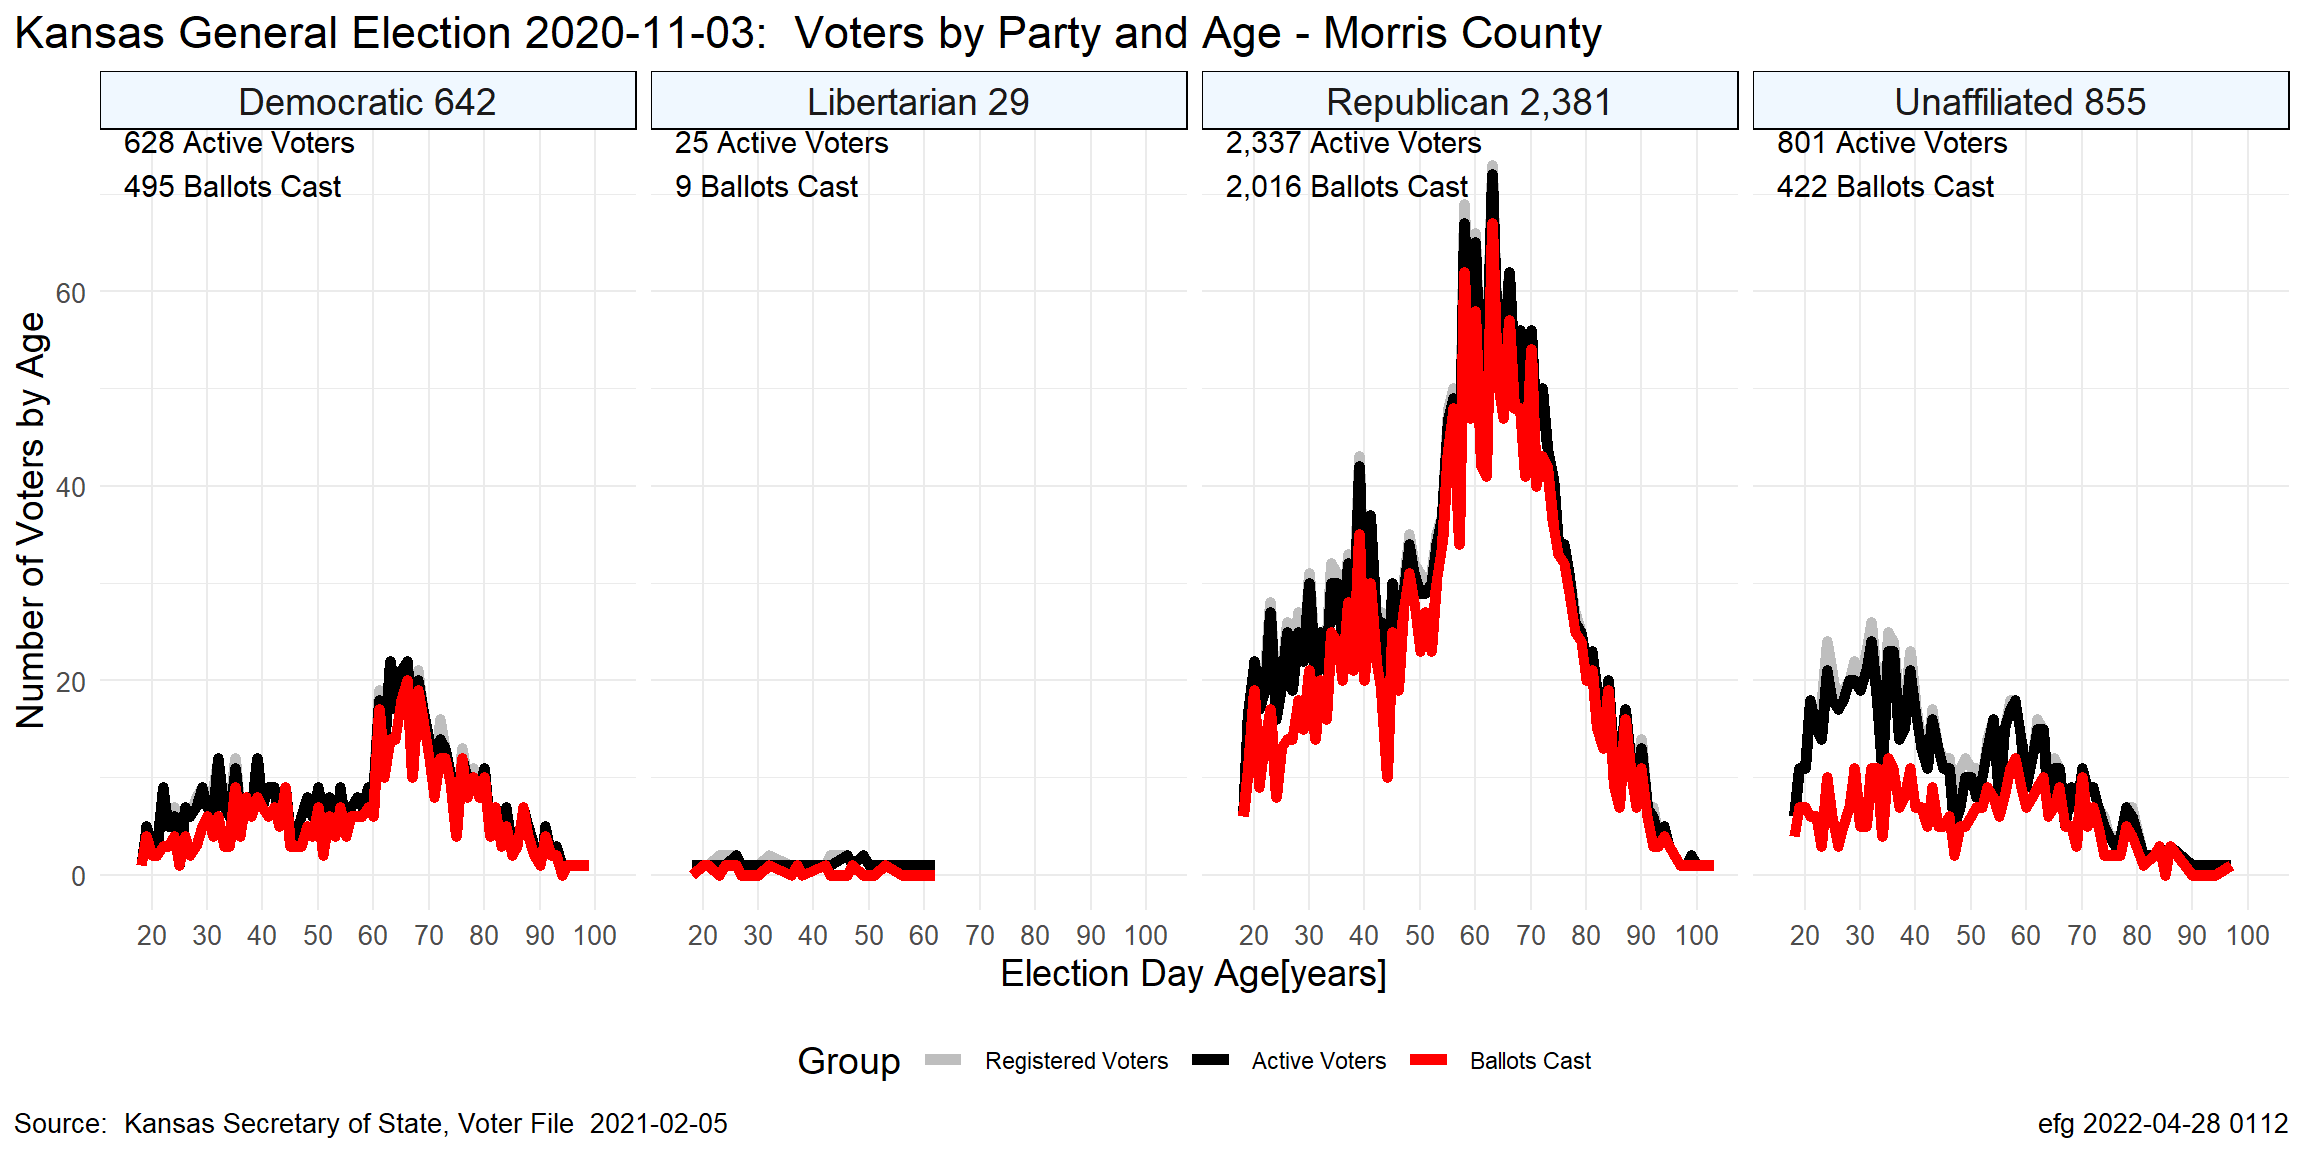 Kansas General Election 2020-11-03:  Voters by Party and Age - Morris County
Democratic 642
Libertarian 29
Republican 2,381
Unaffiliated 855
628 Active Voters
495 Ballots Cast
25 Active Voters
9 Ballots Cast
2,337 Active Voters
2,016 Ballots Cast
801 Active Voters
422 Ballots Cast
Number of Voters by Age
60
40
20
0
20 30 40 50 60 70 80 90 100
20 30 40 50 60 70 80 90 100
20 30 40 50 60 70 80 90 100
20 30 40 50 60 70 80 90 100
Election Day Age[years]
Group Registered Voters Active Voters Ballots Cast
Source:  Kansas Secretary of State, Voter File  2021-02-05
efg 2022-04-28 0112